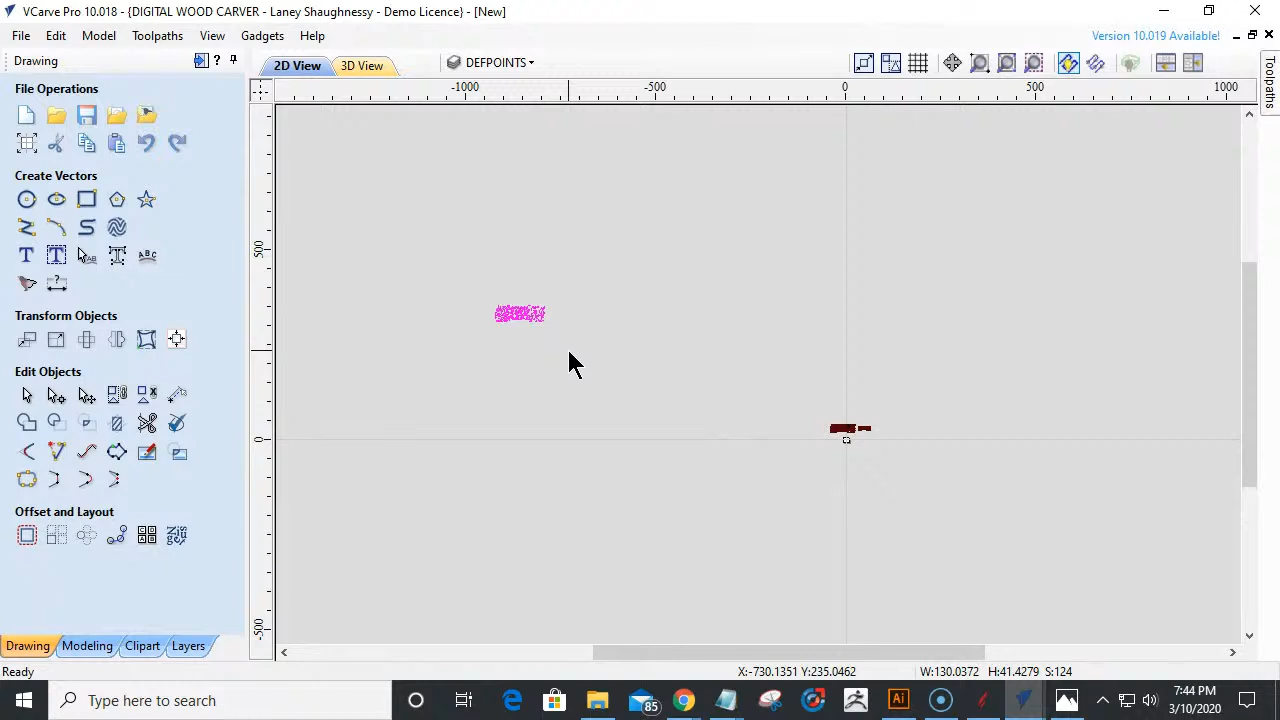 VCarve Pro 10.018 - {DIGITAL WOOD CARVER - Laney Shaughnessy - Demo Licence} - [New]
File Edit Model Toolpaths View Gadgets Help Version 10.019 Available!
Drawing ?
2D View 3D View DEFPOINTS
File Operations
-1000 -500 0 500 1000
Create Vectors
500
0
-500
Transform Objects
Edit Objects
Offset and Layout
Drawing Modeling Clipart Layers
Toolpaths
Ready X:-730.1351 Y:235.0462 W:130.0372 H:41.4279 S:124
Type here to search
85
Ai
7:44 PM
3/10/2020